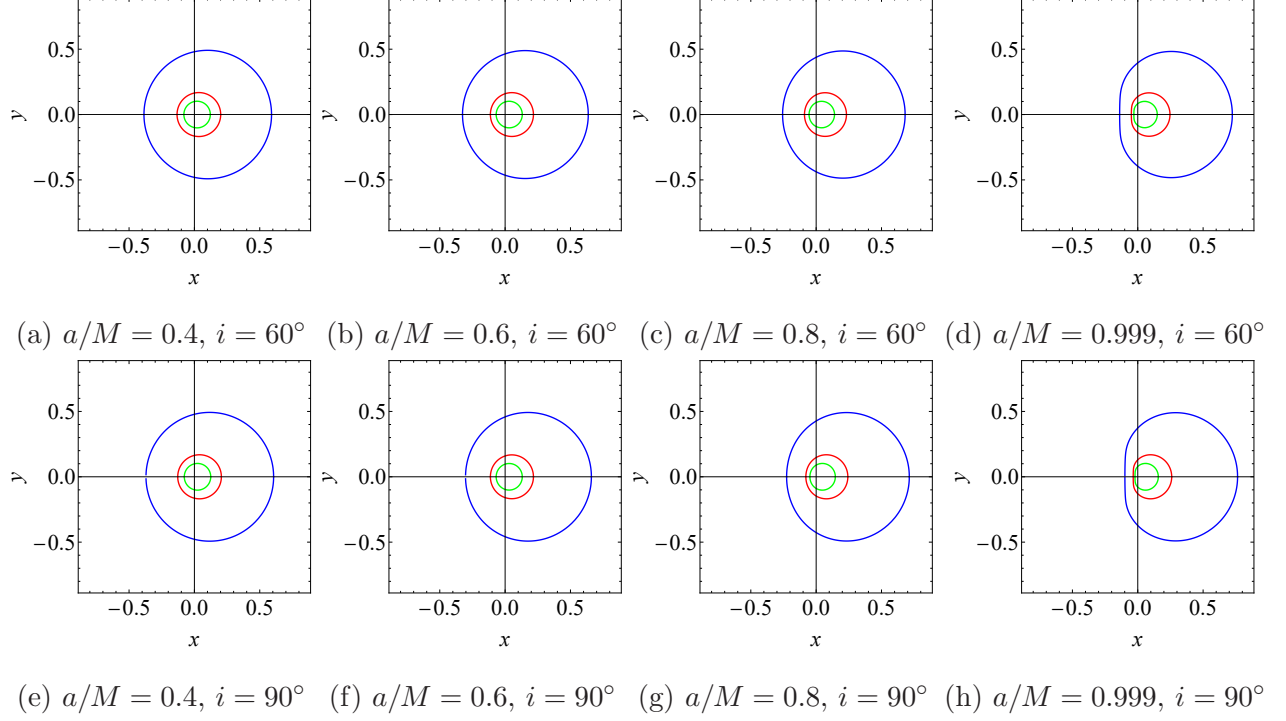 y 0.5 0.0 −0.5 y 0.5 0.0 −0.5 y 0.5 0.0 −0.5 y 0.5 0.0 −0.5
−0.5 0.0 0.5 −0.5 0.0 0.5 −0.5 0.0 0.5 −0.5 0.0 0.5
x x x x
(a) a/M = 0.4, i = 60° (b) a/M = 0.6, i = 60° (c) a/M = 0.8, i = 60° (d) a/M = 0.999, i = 60°
y 0.5 0.0 −0.5 y 0.5 0.0 −0.5 y 0.5 0.0 −0.5 y 0.5 0.0 −0.5
−0.5 0.0 0.5 −0.5 0.0 0.5 −0.5 0.0 0.5 −0.5 0.0 0.5
x x x x
(e) a/M = 0.4, i = 90° (f) a/M = 0.6, i = 90° (g) a/M = 0.8, i = 90° (h) a/M = 0.999, i = 90°